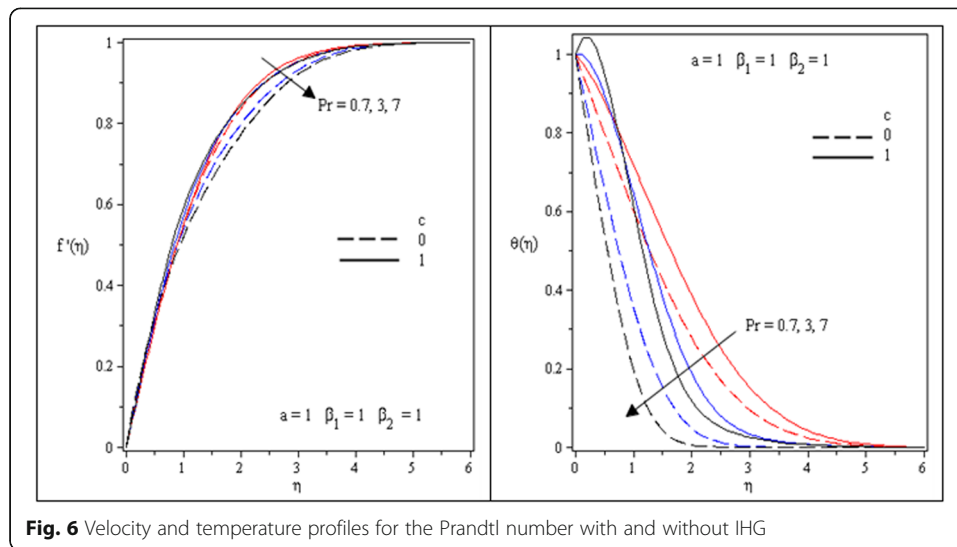 1
0.8
0.6
f '(η)
0.4
0.2
0
0 1 2 3 4 5 6
η
Pr = 0.7, 3, 7
c
0
1
a = 1 β₁ = 1 β₂ = 1
1
0.8
0.6
θ(η)
0.4
0.2
0
0 1 2 3 4 5 6
η
a = 1 β₁ = 1 β₂ = 1
c
0
1
Pr = 0.7, 3, 7
Fig. 6 Velocity and temperature profiles for the Prandtl number with and without IHG